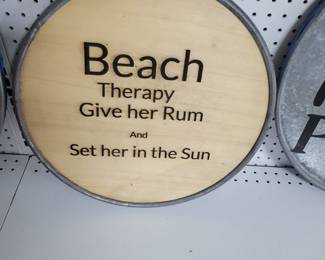 Beach
Therapy
Give her Rum
And
Set her in the Sun